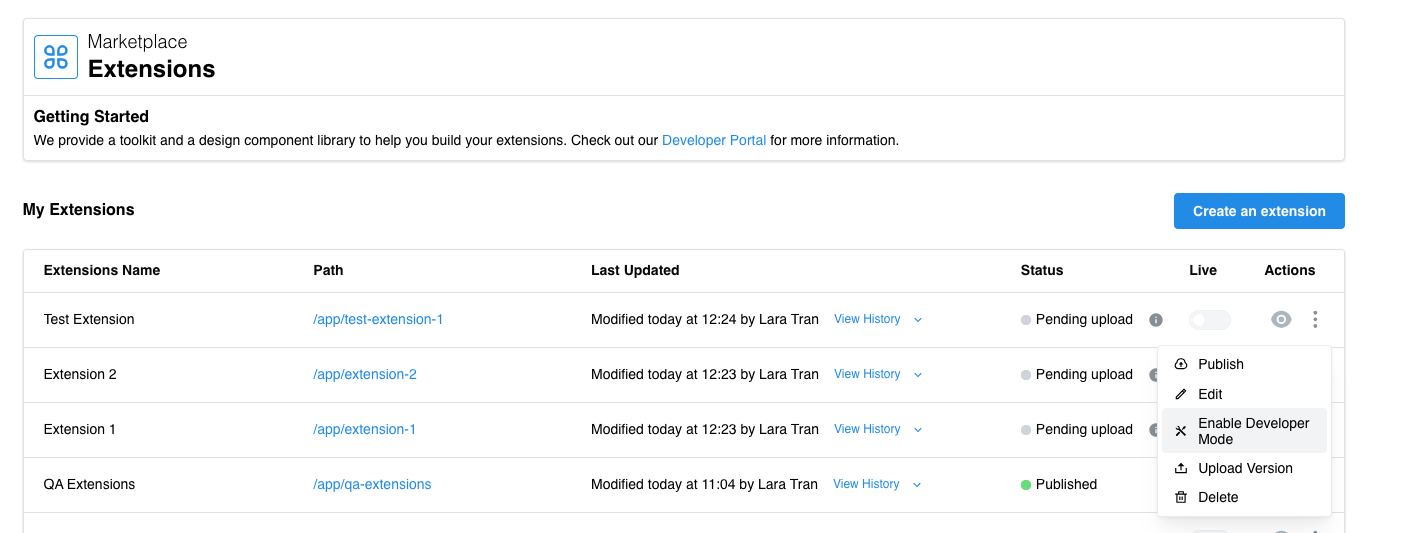 Marketplace
Extensions
Getting Started
We provide a toolkit and a design component library to help you build your extensions. Check out our Developer Portal for more information.
My Extensions
Create an extension
Extensions Name Path Last Updated Status Live Actions
Test Extension /app/test-extension-1 Modified today at 12:24 by Lara Tran View History Pending upload
Extension 2 /app/extension-2 Modified today at 12:23 by Lara Tran View History Pending upload
Extension 1 /app/extension-1 Modified today at 12:23 by Lara Tran View History Pending upload
QA Extensions /app/qa-extensions Modified today at 11:04 by Lara Tran View History Published
Publish
Edit
Enable Developer
Mode
Upload Version
Delete